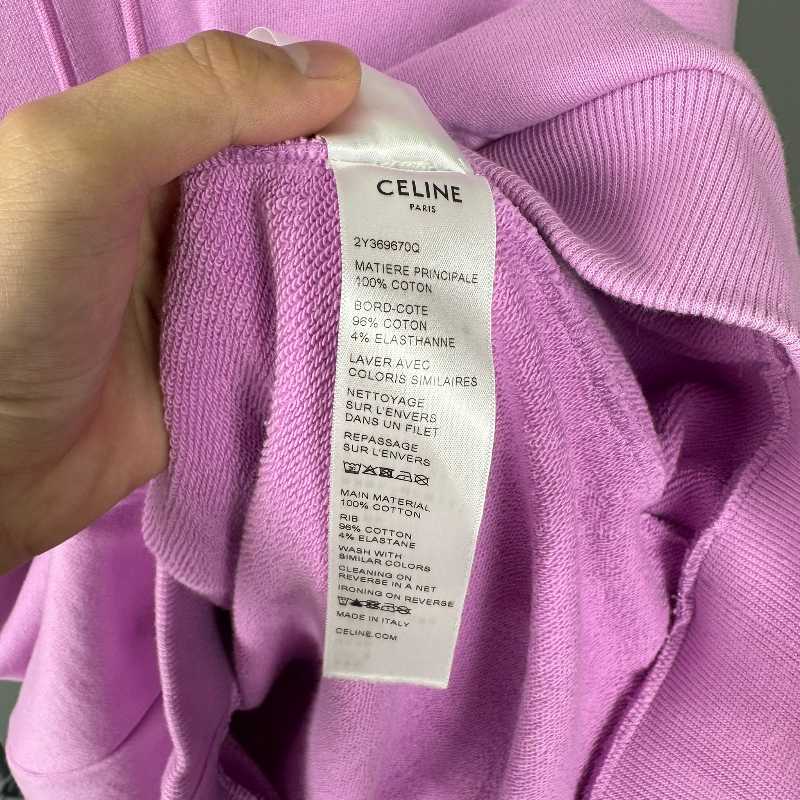 CELINE
PARIS
2Y369670Q
MATIERE PRINCIPALE
100% COTON
BORD-COTE
96% COTON
4% ELASTHANNE
LAVER AVEC
COLORIS SIMILAIRES
NETTOYAGE
SUR L'ENVERS
DANS UN FILET
REPASSAGE
SUR L'ENVERS
MAIN MATERIAL
100% COTTON
RIB
96% COTTON
4% ELASTANE
WASH WITH
SIMILAR COLORS
CLEANING ON
REVERSE IN A NET
IRONING ON REVERSE
MADE IN ITALY
CELINE.COM